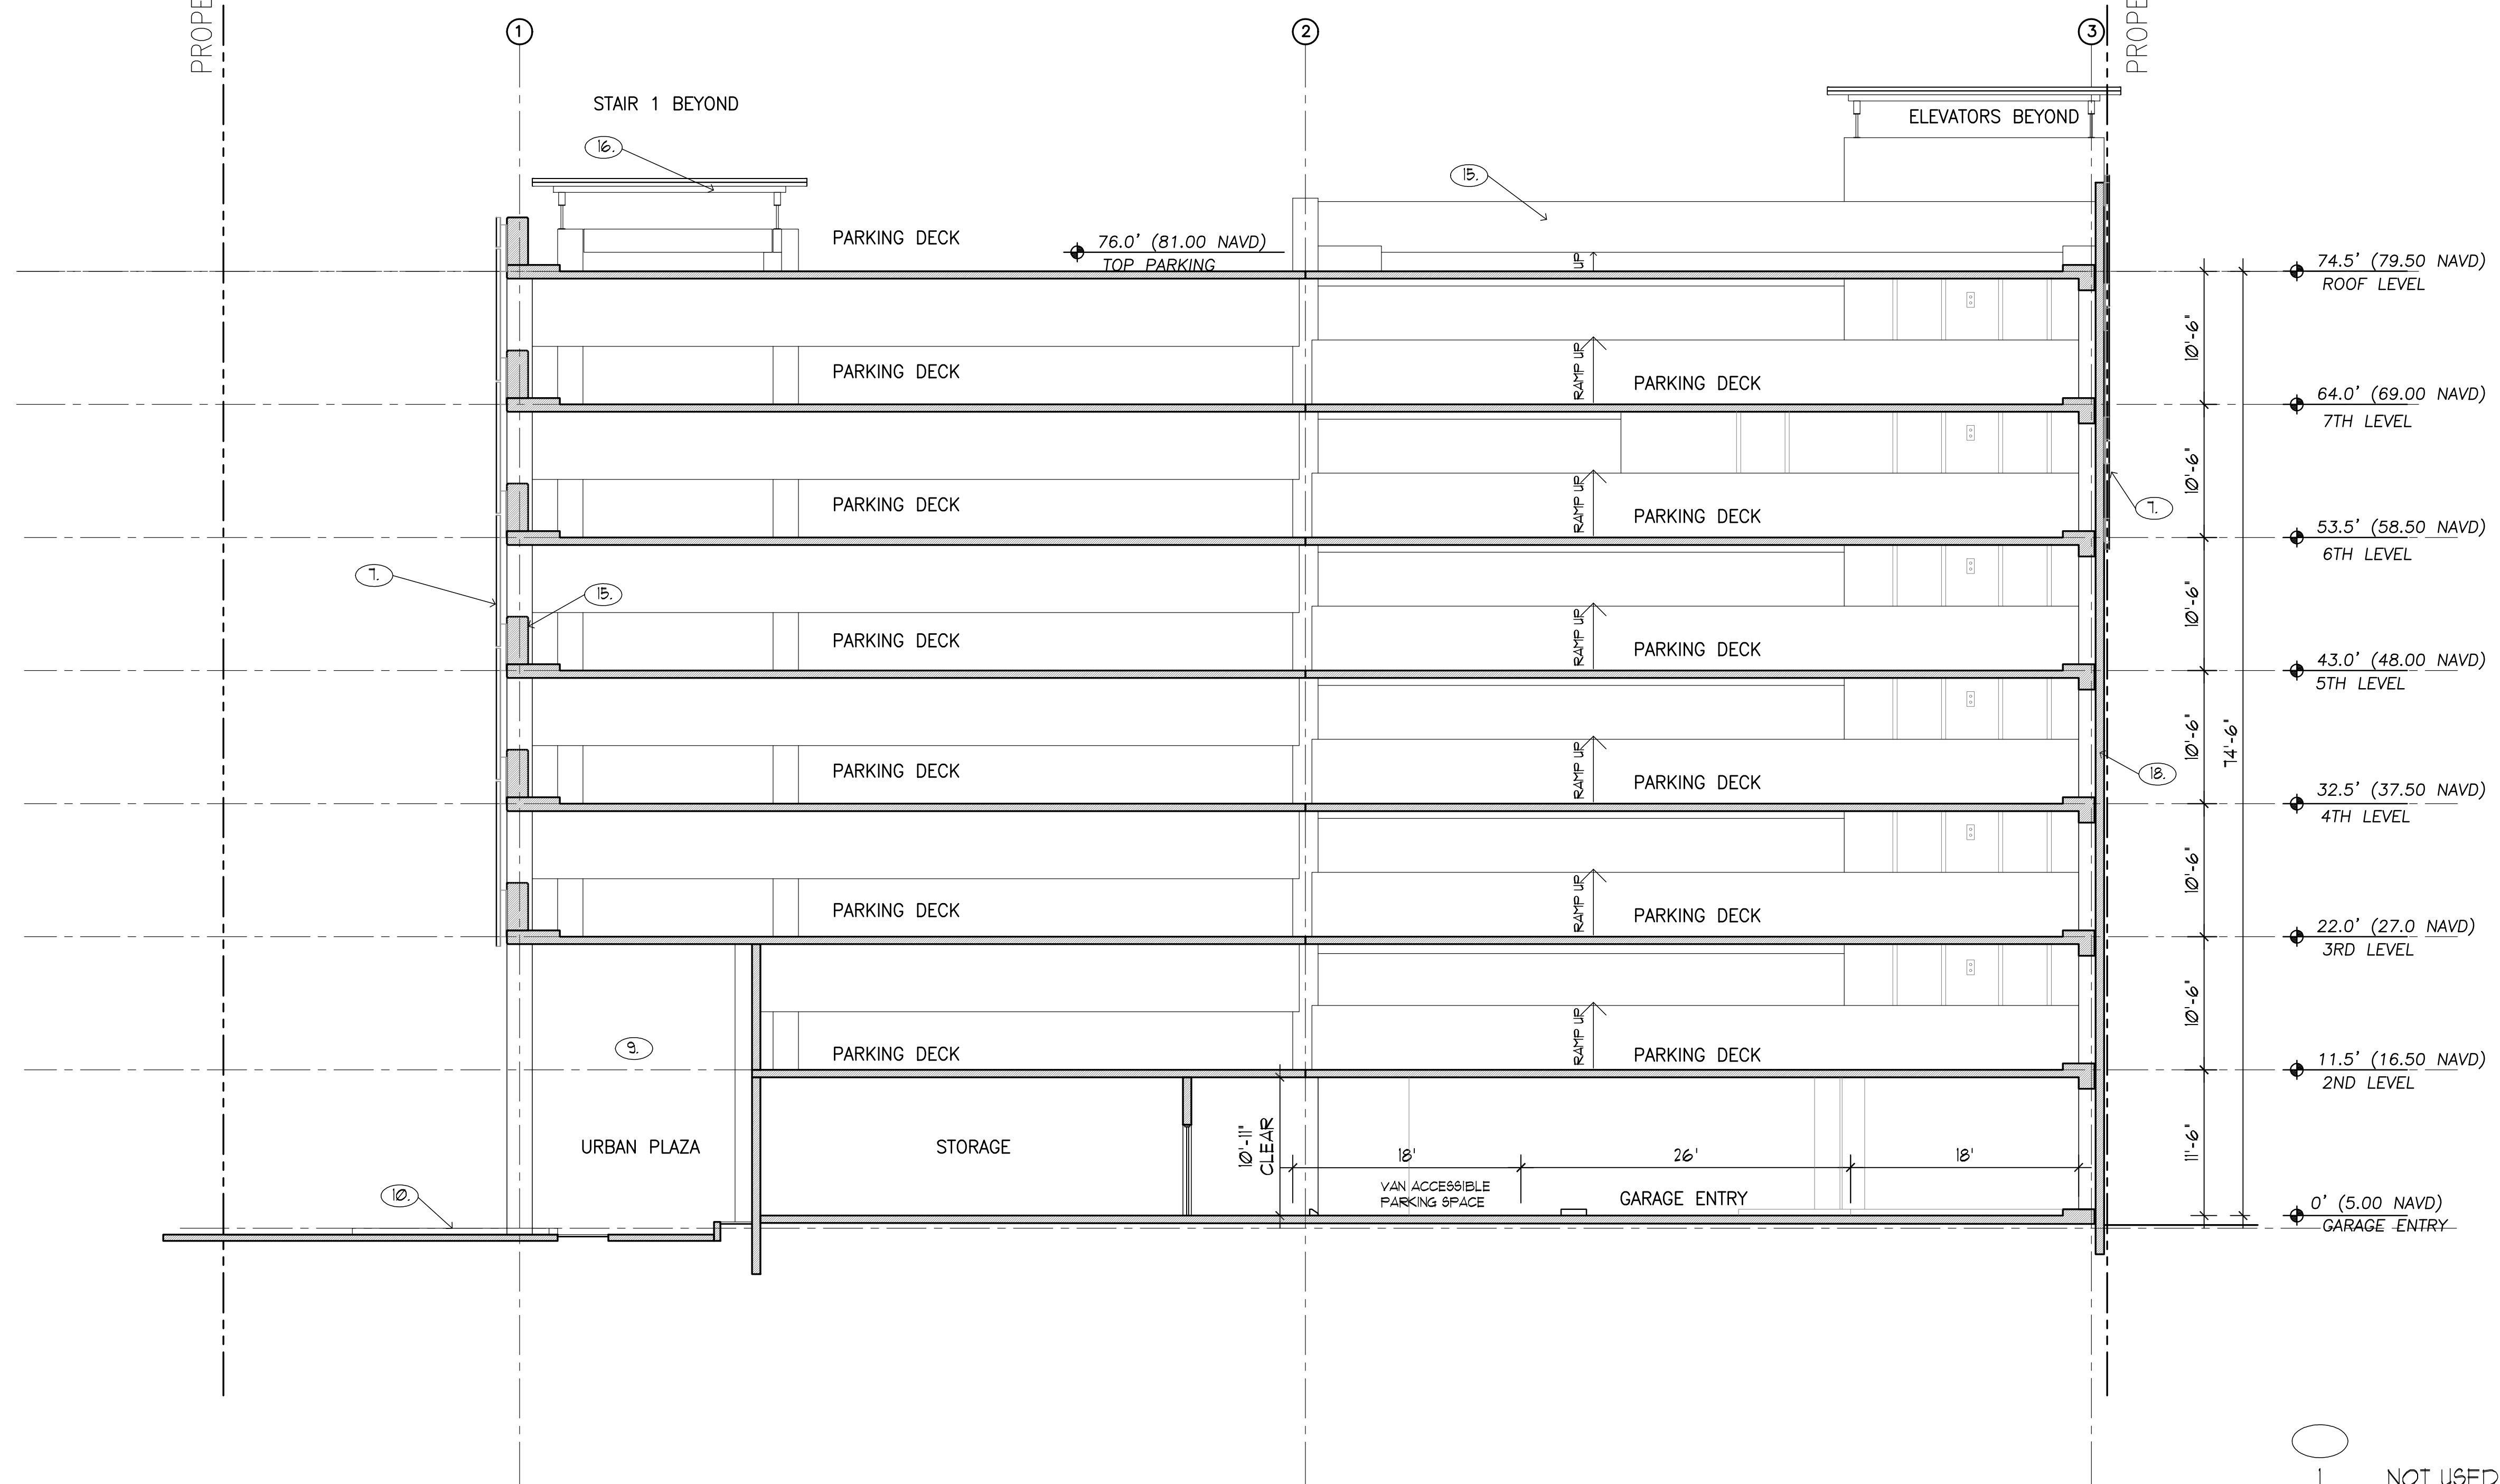 PROPE
PROPE
1
2
3
STAIR 1 BEYOND
ELEVATORS BEYOND
16.
15.
PARKING DECK
76.0' (81.00 NAVD)
TOP PARKING
UP
74.5' (79.50 NAVD)
ROOF LEVEL
10'-6"
PARKING DECK
RAMP UP
PARKING DECK
64.0' (69.00 NAVD)
7TH LEVEL
10'-6"
PARKING DECK
RAMP UP
PARKING DECK
7.
53.5' (58.50 NAVD)
6TH LEVEL
7.
15.
10'-6"
PARKING DECK
RAMP UP
PARKING DECK
43.0' (48.00 NAVD)
5TH LEVEL
10'-6"
74'-6"
PARKING DECK
RAMP UP
PARKING DECK
18.
32.5' (37.50 NAVD)
4TH LEVEL
10'-6"
PARKING DECK
RAMP UP
PARKING DECK
22.0' (27.0 NAVD)
3RD LEVEL
10'-6"
9.
PARKING DECK
RAMP UP
PARKING DECK
11.5' (16.50 NAVD)
2ND LEVEL
URBAN PLAZA
STORAGE
10'-11"
CLEAR
18'
26'
18'
11'-6"
10.
VAN ACCESSIBLE
PARKING SPACE
GARAGE ENTRY
0' (5.00 NAVD)
GARAGE ENTRY
1 NOT USED